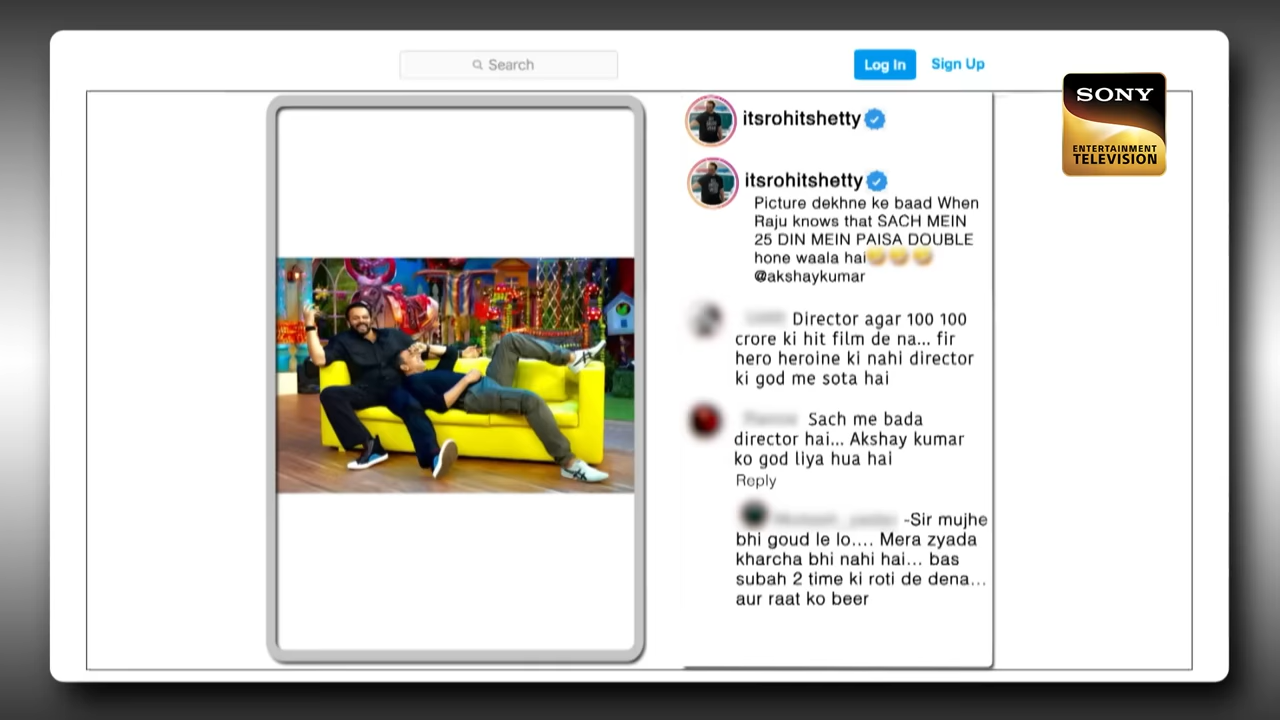 Search
Log In
Sign Up
SONY
ENTERTAINMENT
TELEVISION
itsrohitshetty
itsrohitshetty
Picture dekhne ke baad When
Raju knows that SACH MEIN
25 DIN MEIN PAISA DOUBLE
hone waala hai
@akshaykumar
Director agar 100 100
crore ki hit film de na... fir
hero heroine ki nahi director
ki god me sota hai
Sach me bada
director hai... Akshay kumar
ko god liya hua hai
Reply
-Sir mujhe
bhi goud le lo.... Mera zyada
kharcha bhi nahi hai... bas
subah 2 time ki roti de dena...
aur raat ko beer